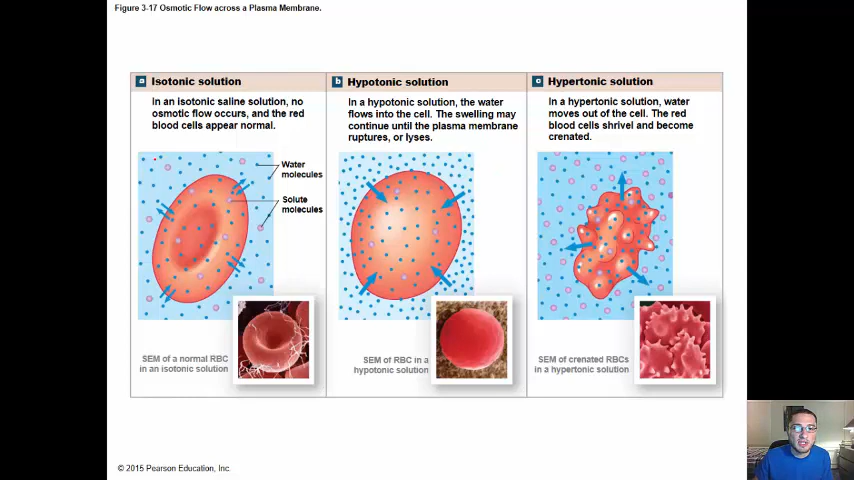 Figure 3-17 Osmotic Flow across a Plasma Membrane.
a Isotonic solution
In an isotonic saline solution, no
osmotic flow occurs, and the red
blood cells appear normal.
Water
molecules
Solute
molecules
SEM of a normal RBC
in an isotonic solution
b Hypotonic solution
In a hypotonic solution, the water
flows into the cell. The swelling may
continue until the plasma membrane
ruptures, or lyses.
SEM of RBC in a
hypotonic solution
c Hypertonic solution
In a hypertonic solution, water
moves out of the cell. The red
blood cells shrivel and become
crenated.
SEM of crenated RBCs
in a hypertonic solution
© 2015 Pearson Education, Inc.